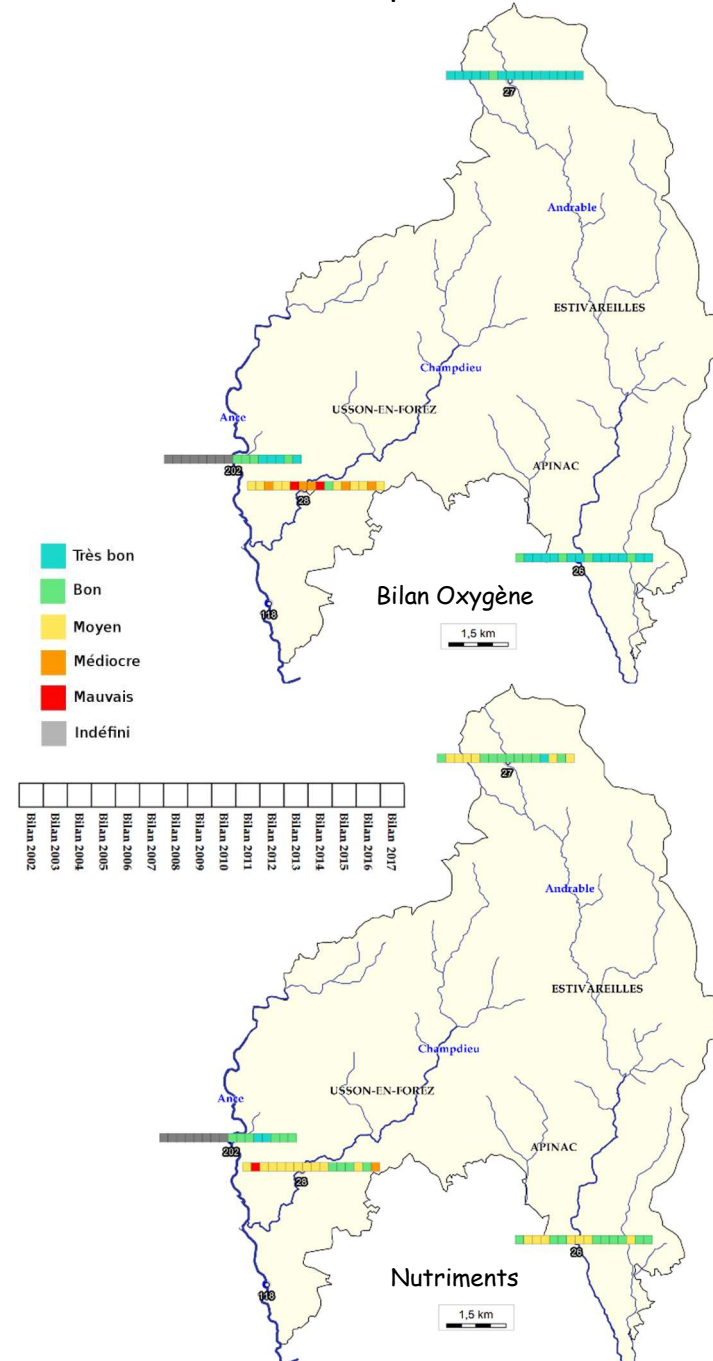 27
Andrable
ESTIVAREILLES
Champdieu
USSON-EN-FOREZ
Ance
202
28
APINAC
26
118
Très bon
Bon
Moyen
Médiocre
Mauvais
Indéfini
Bilan Oxygène
1,5 km
Bilan 2002
Bilan 2003
Bilan 2004
Bilan 2005
Bilan 2006
Bilan 2007
Bilan 2008
Bilan 2009
Bilan 2010
Bilan 2011
Bilan 2012
Bilan 2013
Bilan 2014
Bilan 2015
Bilan 2016
Bilan 2017
27
Andrable
ESTIVAREILLES
Champdieu
USSON-EN-FOREZ
Ance
202
28
APINAC
26
118
Nutriments
1,5 km